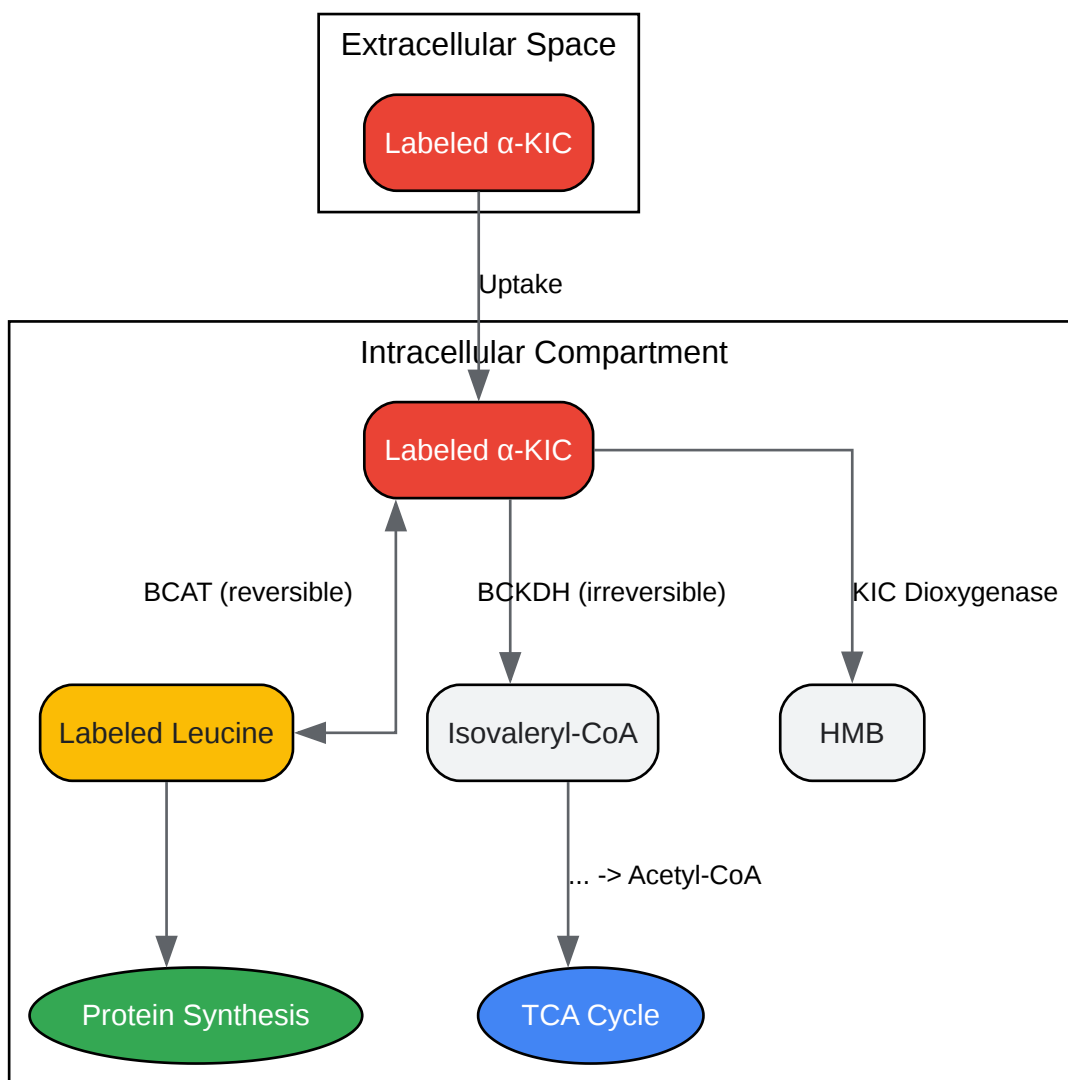 Extracellular Space
Labeled α-KIC
Uptake
Intracellular Compartment
Labeled α-KIC
BCAT (reversible)
BCKDH (irreversible)
KIC Dioxygenase
Labeled Leucine
Isovaleryl-CoA
HMB
... -> Acetyl-CoA
Protein Synthesis
TCA Cycle